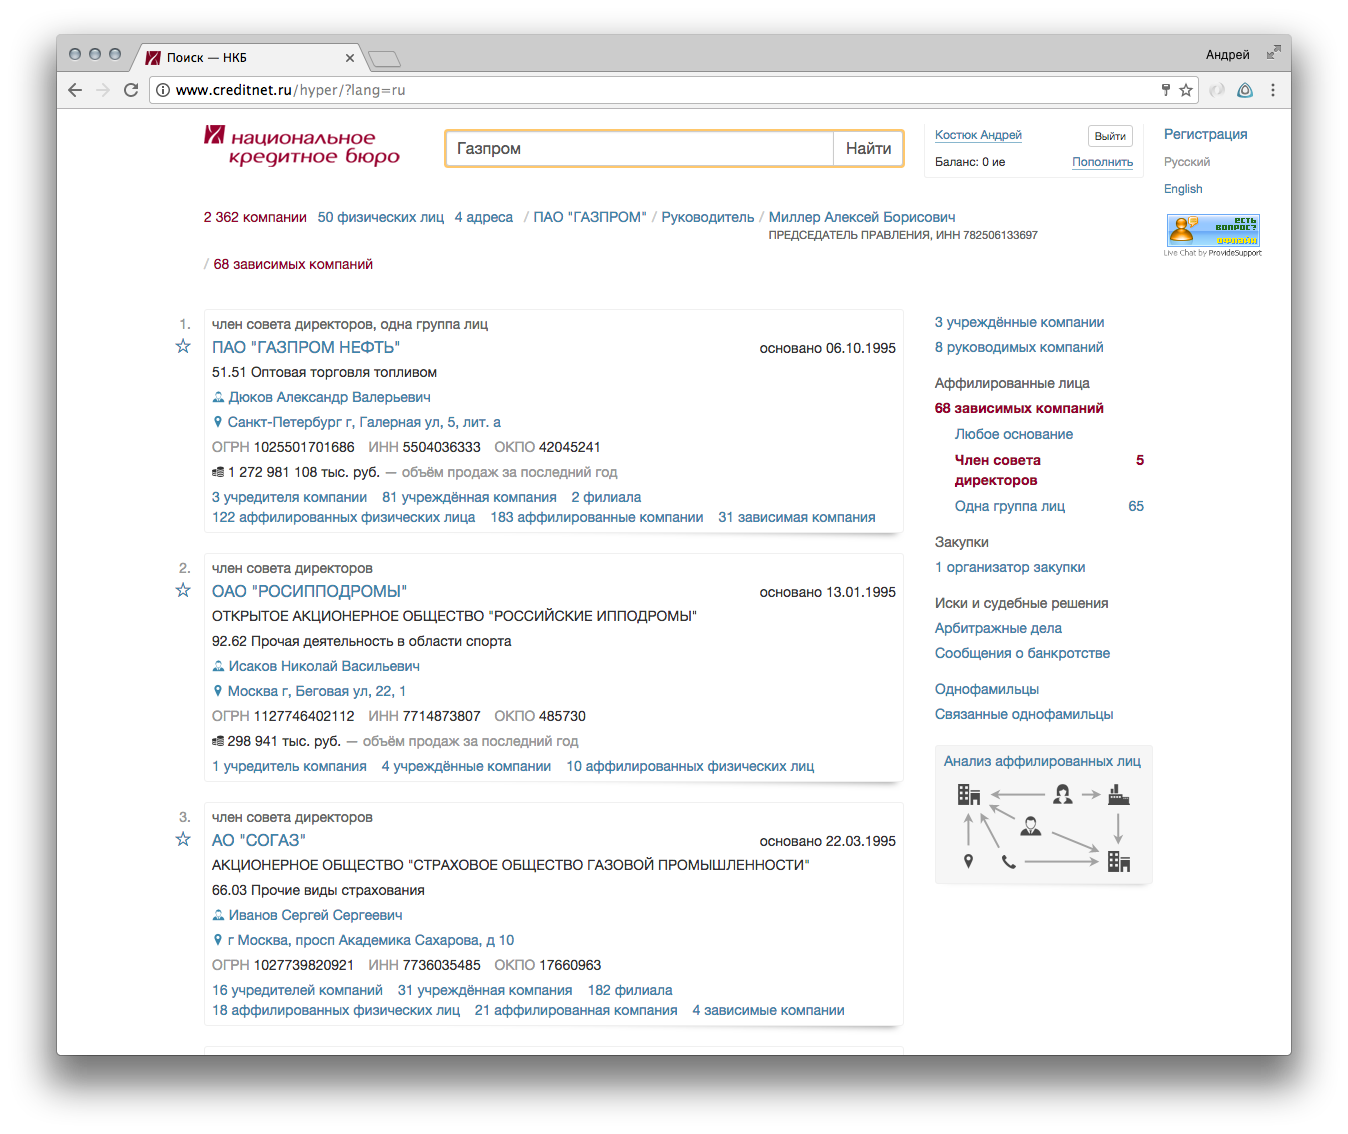 Поиск — НКБ
Андрей
www.creditnet.ru/hyper/?lang=ru
национальное
кредитное бюро
Газпром
Найти
Костюк Андрей
Выйти
Баланс: 0 ие
Пополнить
Регистрация
Русский
English
ЕСТЬ
ВОПРОС?
Live Chat by ProvideSupport
2 362 компании 50 физических лиц 4 адреса / ПАО "ГАЗПРОМ" / Руководитель / Миллер Алексей Борисович
ПРЕДСЕДАТЕЛЬ ПРАВЛЕНИЯ, ИНН 782506133697
/ 68 зависимых компаний
1. член совета директоров, одна группа лиц
ПАО "ГАЗПРОМ НЕФТЬ" основано 06.10.1995
51.51 Оптовая торговля топливом
Дюков Александр Валерьевич
Санкт-Петербург г, Галерная ул, 5, лит. а
ОГРН 1025501701686 ИНН 5504036333 ОКПО 42045241
1 272 981 108 тыс. руб. — объём продаж за последний год
3 учредителя компании 81 учреждённая компания 2 филиала
122 аффилированных физических лица 183 аффилированные компании 31 зависимая компания
2. член совета директоров
ОАО "РОСИППОДРОМЫ" основано 13.01.1995
ОТКРЫТОЕ АКЦИОНЕРНОЕ ОБЩЕСТВО "РОССИЙСКИЕ ИППОДРОМЫ"
92.62 Прочая деятельность в области спорта
Исаков Николай Васильевич
Москва г, Беговая ул, 22, 1
ОГРН 1127746402112 ИНН 7714873807 ОКПО 485730
298 941 тыс. руб. — объём продаж за последний год
1 учредитель компания 4 учреждённые компании 10 аффилированных физических лиц
3. член совета директоров
АО "СОГАЗ" основано 22.03.1995
АКЦИОНЕРНОЕ ОБЩЕСТВО "СТРАХОВОЕ ОБЩЕСТВО ГАЗОВОЙ ПРОМЫШЛЕННОСТИ"
66.03 Прочие виды страхования
Иванов Сергей Сергеевич
г Москва, просп Академика Сахарова, д 10
ОГРН 1027739820921 ИНН 7736035485 ОКПО 17660963
16 учредителей компаний 31 учреждённая компания 182 филиала
18 аффилированных физических лиц 21 аффилированная компания 4 зависимые компании
3 учреждённые компании
8 руководимых компаний
Аффилированные лица
68 зависимых компаний
Любое основание
Член совета 5
директоров
Одна группа лиц 65
Закупки
1 организатор закупки
Иски и судебные решения
Арбитражные дела
Сообщения о банкротстве
Однофамильцы
Связанные однофамильцы
Анализ аффилированных лиц